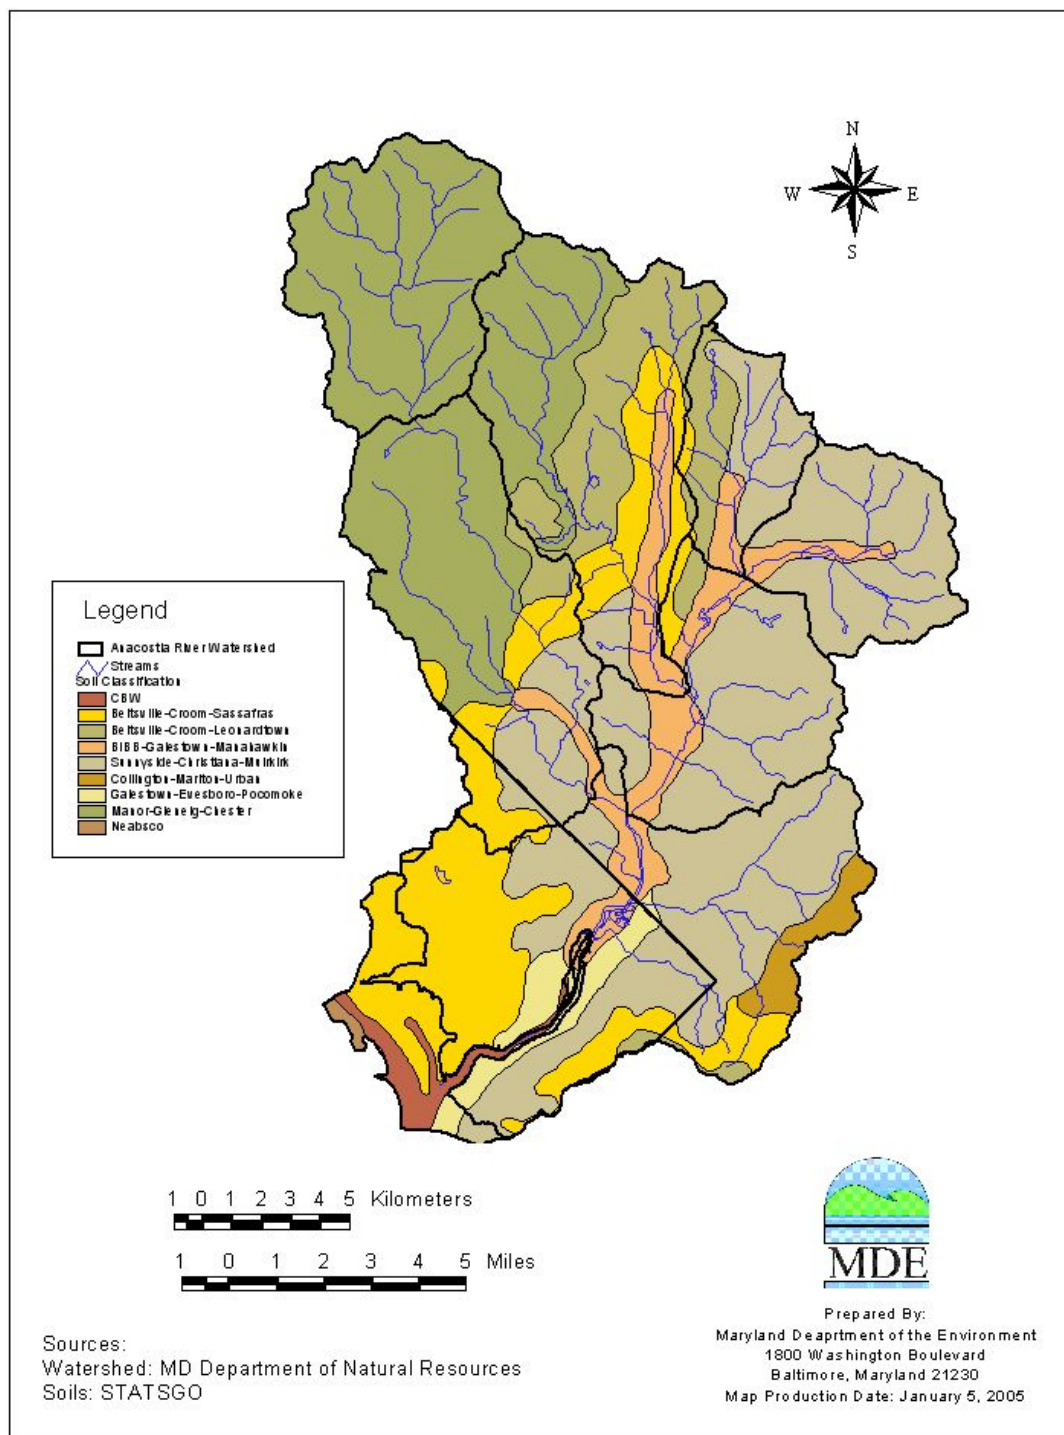 N
W E
S
Legend
Anacostia River Watershed
Streams
Soil Classification
CBW
Beltsville-Croom-Sassafras
Beltsville-Croom-Leonardtown
BIBB-Galestown-Manahawkin
Sunnyside-Christiana-Muirkirk
Collington-Marlton-Urban
Galestown-Evesboro-Pocomoke
Manor-Glenelg-Chester
Neabsco
1 0 1 2 3 4 5 Kilometers
1 0 1 2 3 4 5 Miles
MDE
Sources:
Watershed: MD Department of Natural Resources
Soils: STATSGO
Prepared By:
Maryland Deaprtment of the Environment
1800 Washington Boulevard
Baltimore, Maryland 21230
Map Production Date: January 5, 2005